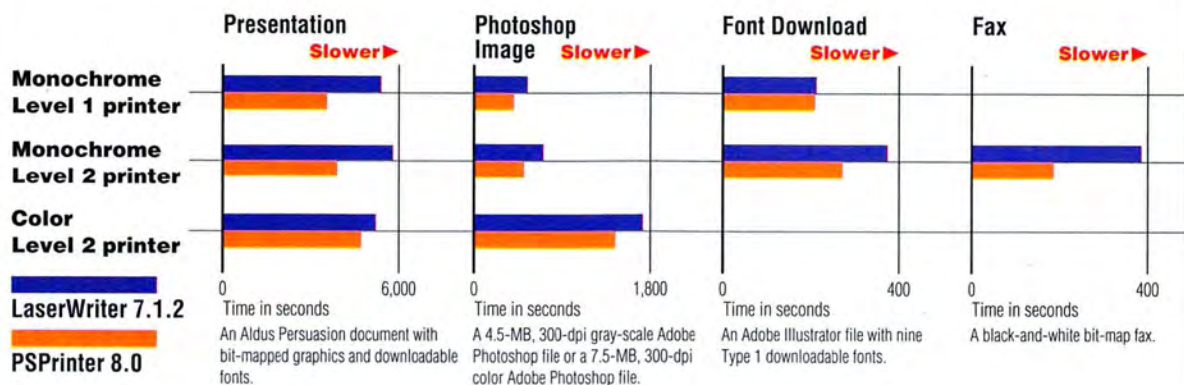 Presentation
Slower
Photoshop
Image
Slower
Font Download
Slower
Fax
Slower
Monochrome
Level 1 printer
Monochrome
Level 2 printer
Color
Level 2 printer
LaserWriter 7.1.2
PSPrinter 8.0
0
6,000
Time in seconds
An Aldus Persuasion document with
bit-mapped graphics and downloadable
fonts.
0
1,800
Time in seconds
A 4.5-MB, 300-dpi gray-scale Adobe
Photoshop file or a 7.5-MB, 300-dpi
color Adobe Photoshop file.
0
400
Time in seconds
An Adobe Illustrator file with nine
Type 1 downloadable fonts.
0
400
Time in seconds
A black-and-white bit-map fax.